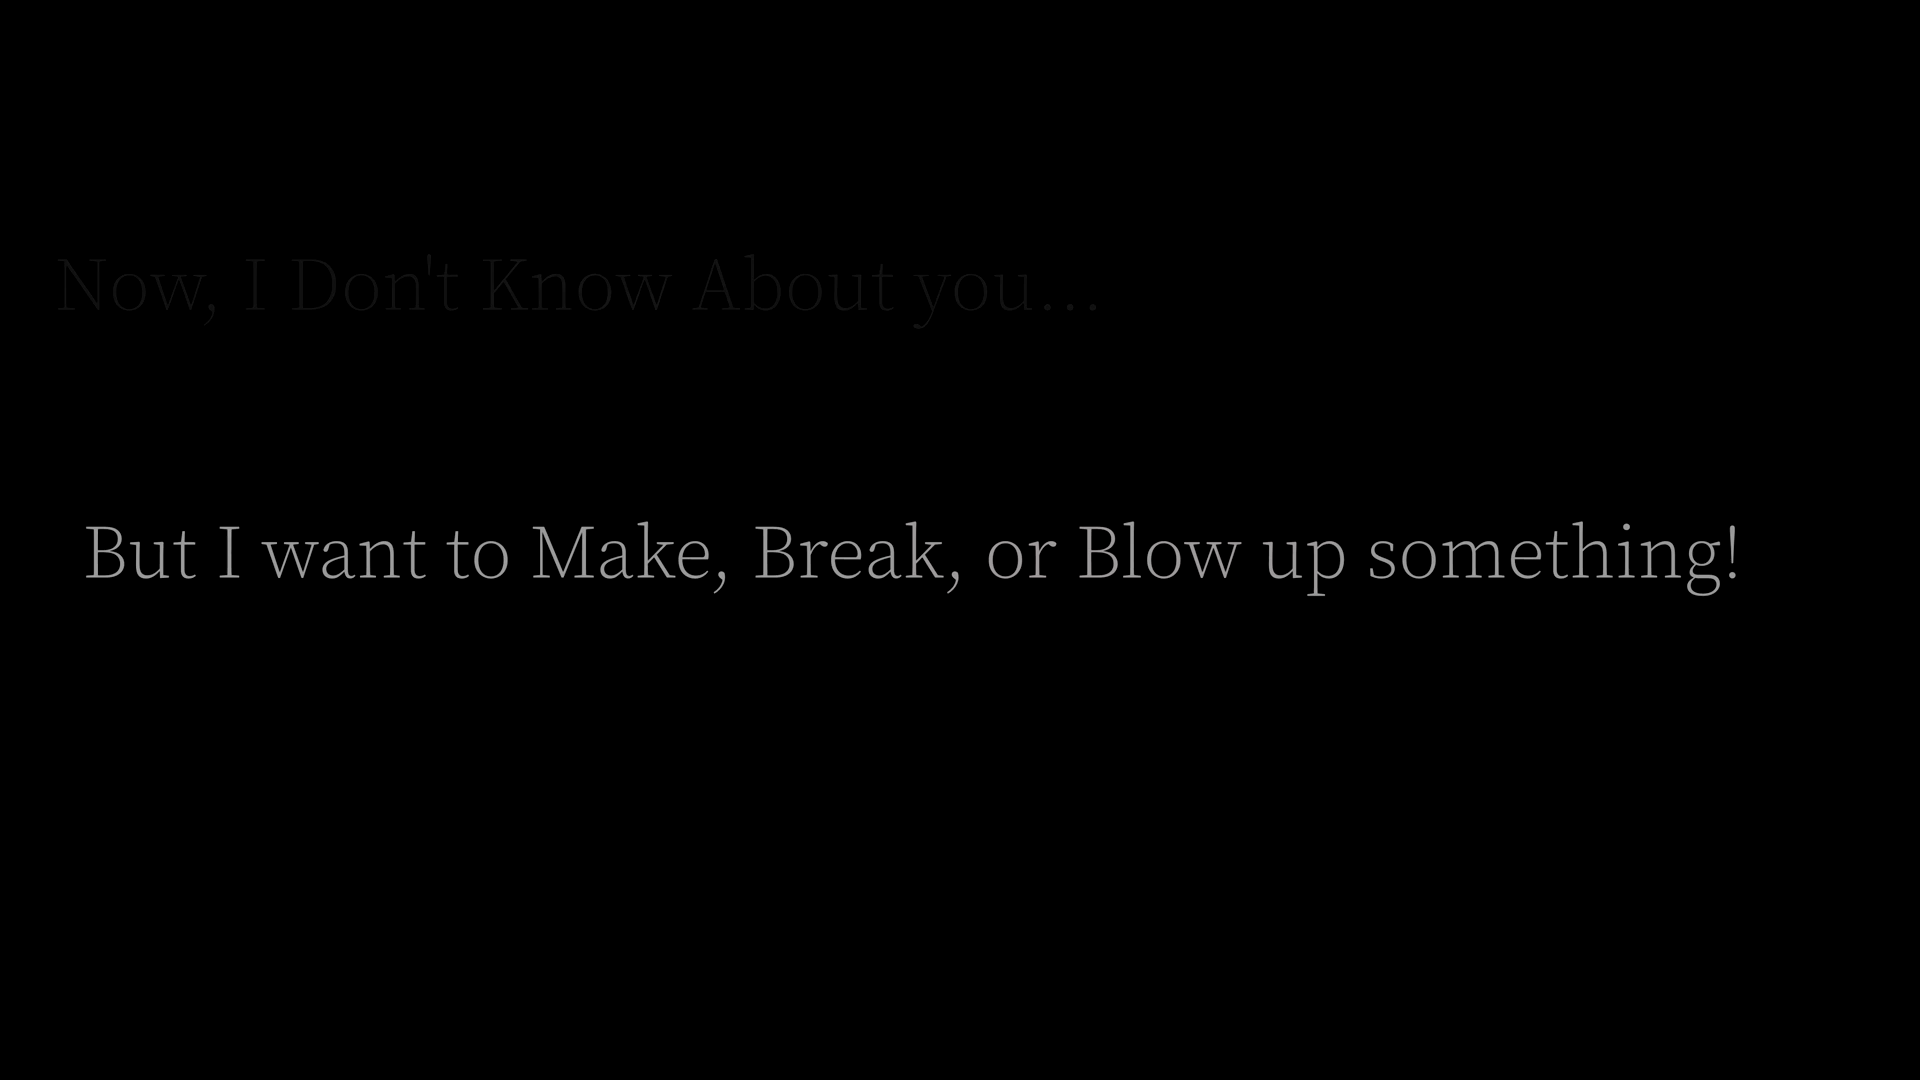 Now, I Don't Know About you...
But I want to Make, Break, or Blow up something!